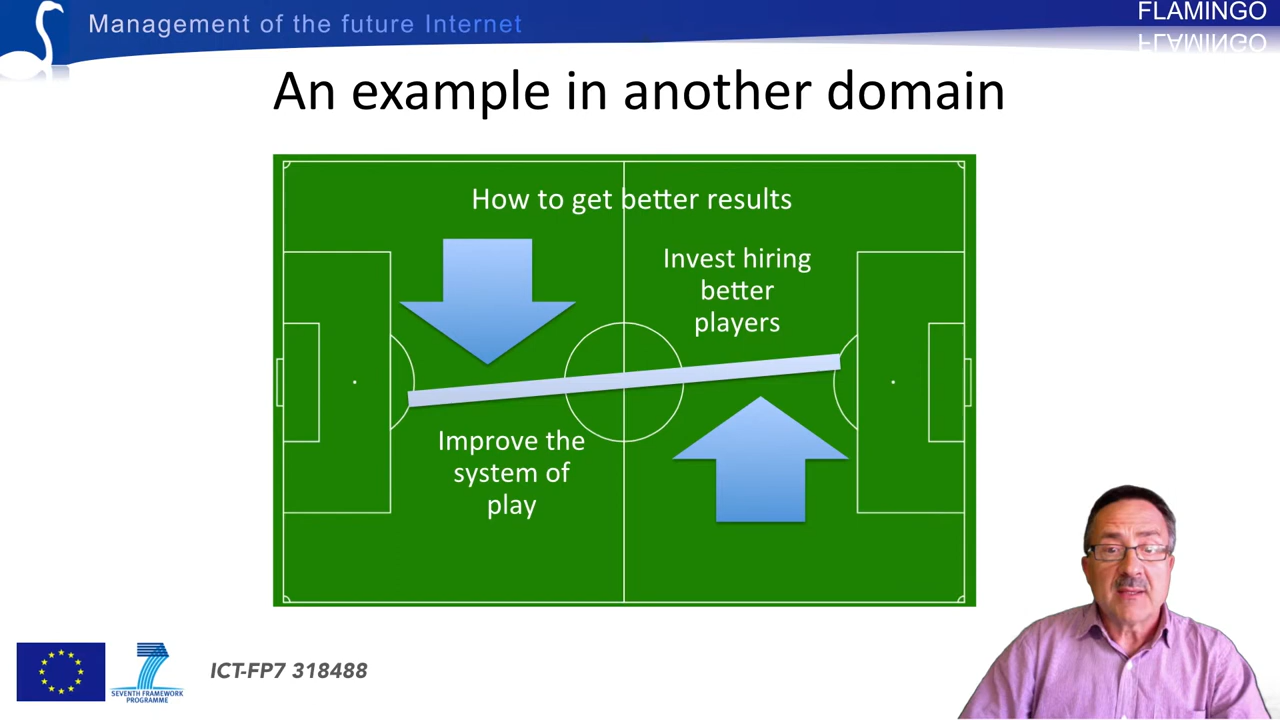 Management of the future Internet
FLAMINGO
An example in another domain
How to get better results
Invest hiring
better
players
Improve the
system of
play
SEVENTH FRAMEWORK
PROGRAMME
ICT-FP7 318488